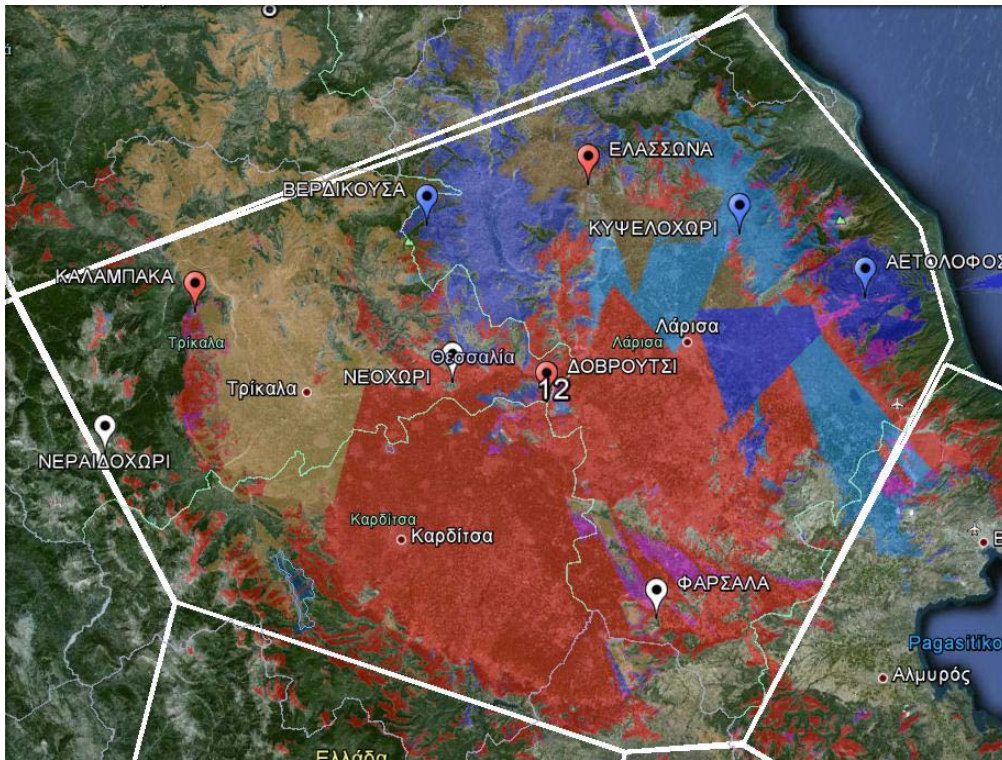 ΕΛΑΣΣΩΝΑ
ΒΕΡΔΙΚΟΥΣΑ
ΚΥΨΕΛΟΧΩΡΙ
ΑΕΤΟΛΟΦΟΣ
ΚΑΛΑΜΠΑΚΑ
Τρίκαλα
Λάρισα
Λάρισα
Θεσσαλία
ΝΕΟΧΩΡΙ
ΔΟΒΡΟΥΤΣΙ
12
Τρίκαλα
ΝΕΡΑΙΔΟΧΩΡΙ
Καρδίτσα
Καρδίτσα
ΦΑΡΣΑΛΑ
Β
Pagasitiko
Αλμυρός
Ελλάδα